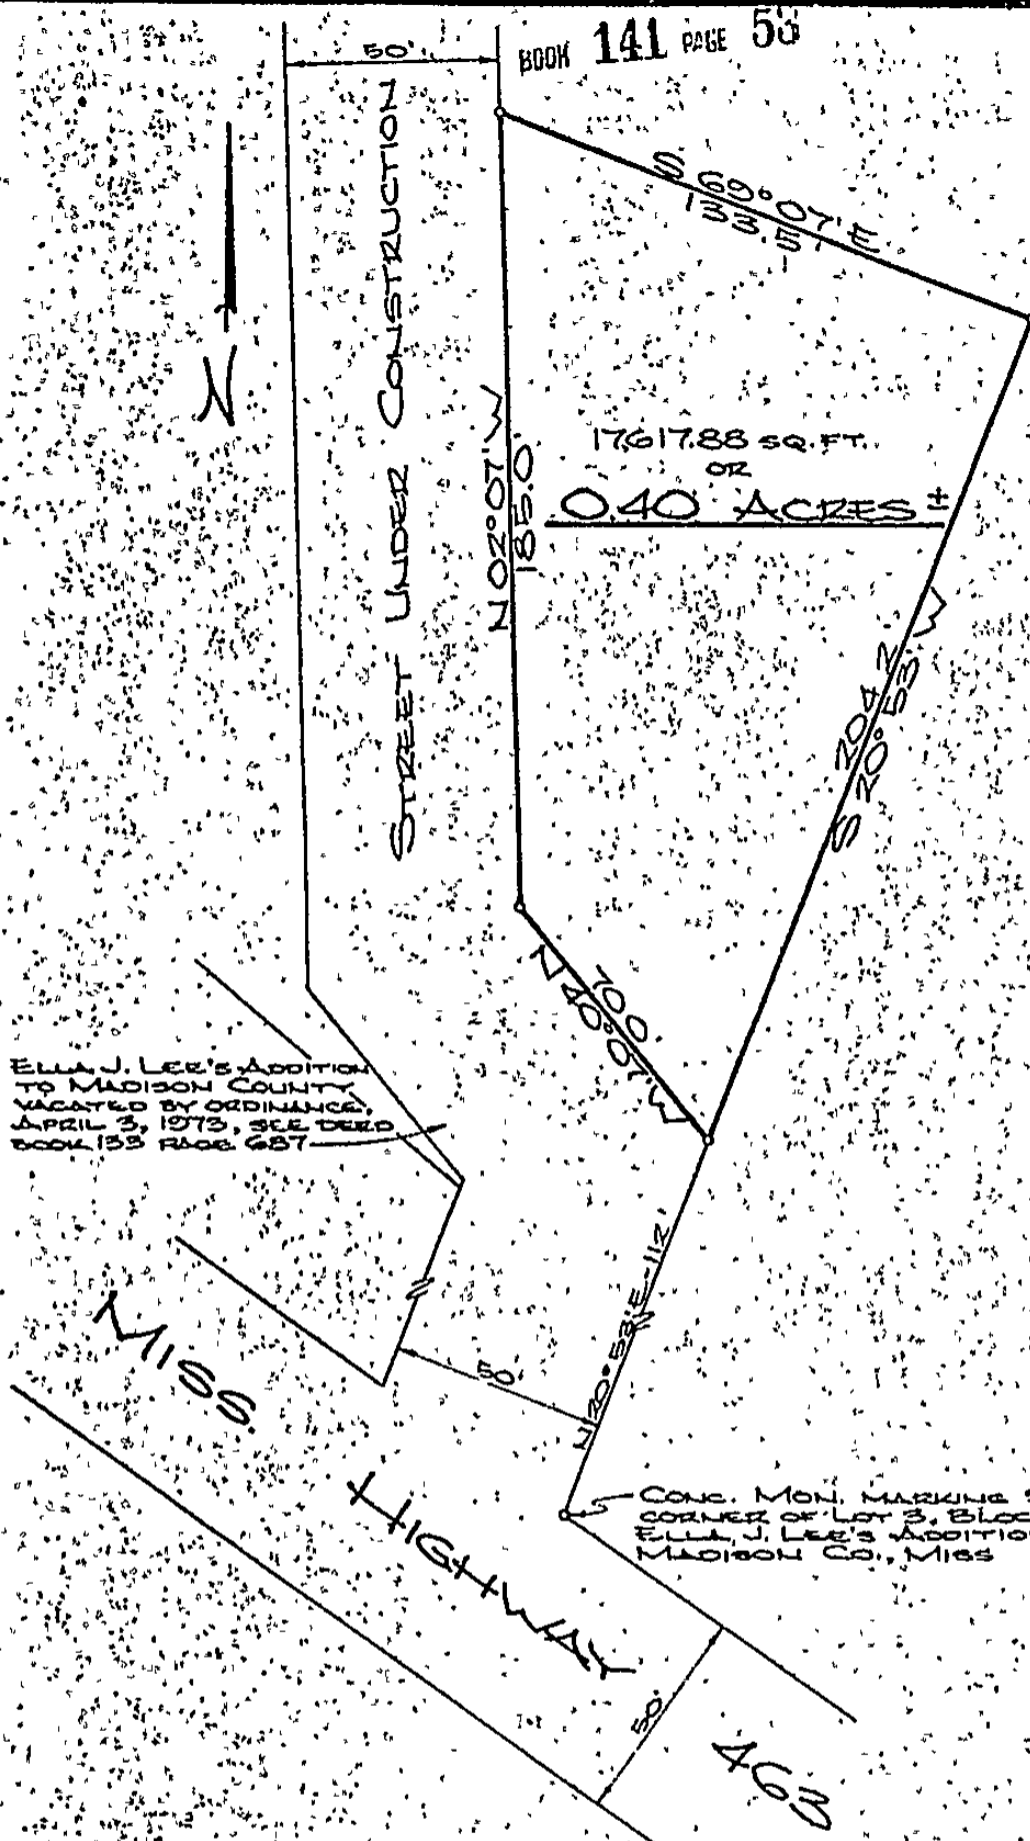 50'
BOOK 141 PAGE 53
S 69°07' E
133.5'
N
STREET UNDER CONSTRUCTION
N 02°07' W
185.0'
17,617.88 SQ. FT.
OR
0.40 ACRES ±
204.2'
S 20°53' W
70.0'
N 40°07' W
ELLA J. LEE'S ADDITION
TO MADISON COUNTY
VACATED BY ORDINANCE,
APRIL 3, 1973, SEE DEED
BOOK 133 PAGE 687
N 20°53' E - 112'
50'
MISS. HIGHWAY 463
CONC. MON. MARKING
CORNER OF LOT 3,
ELLA J. LEE'S
MADISON CO., MISS
50'